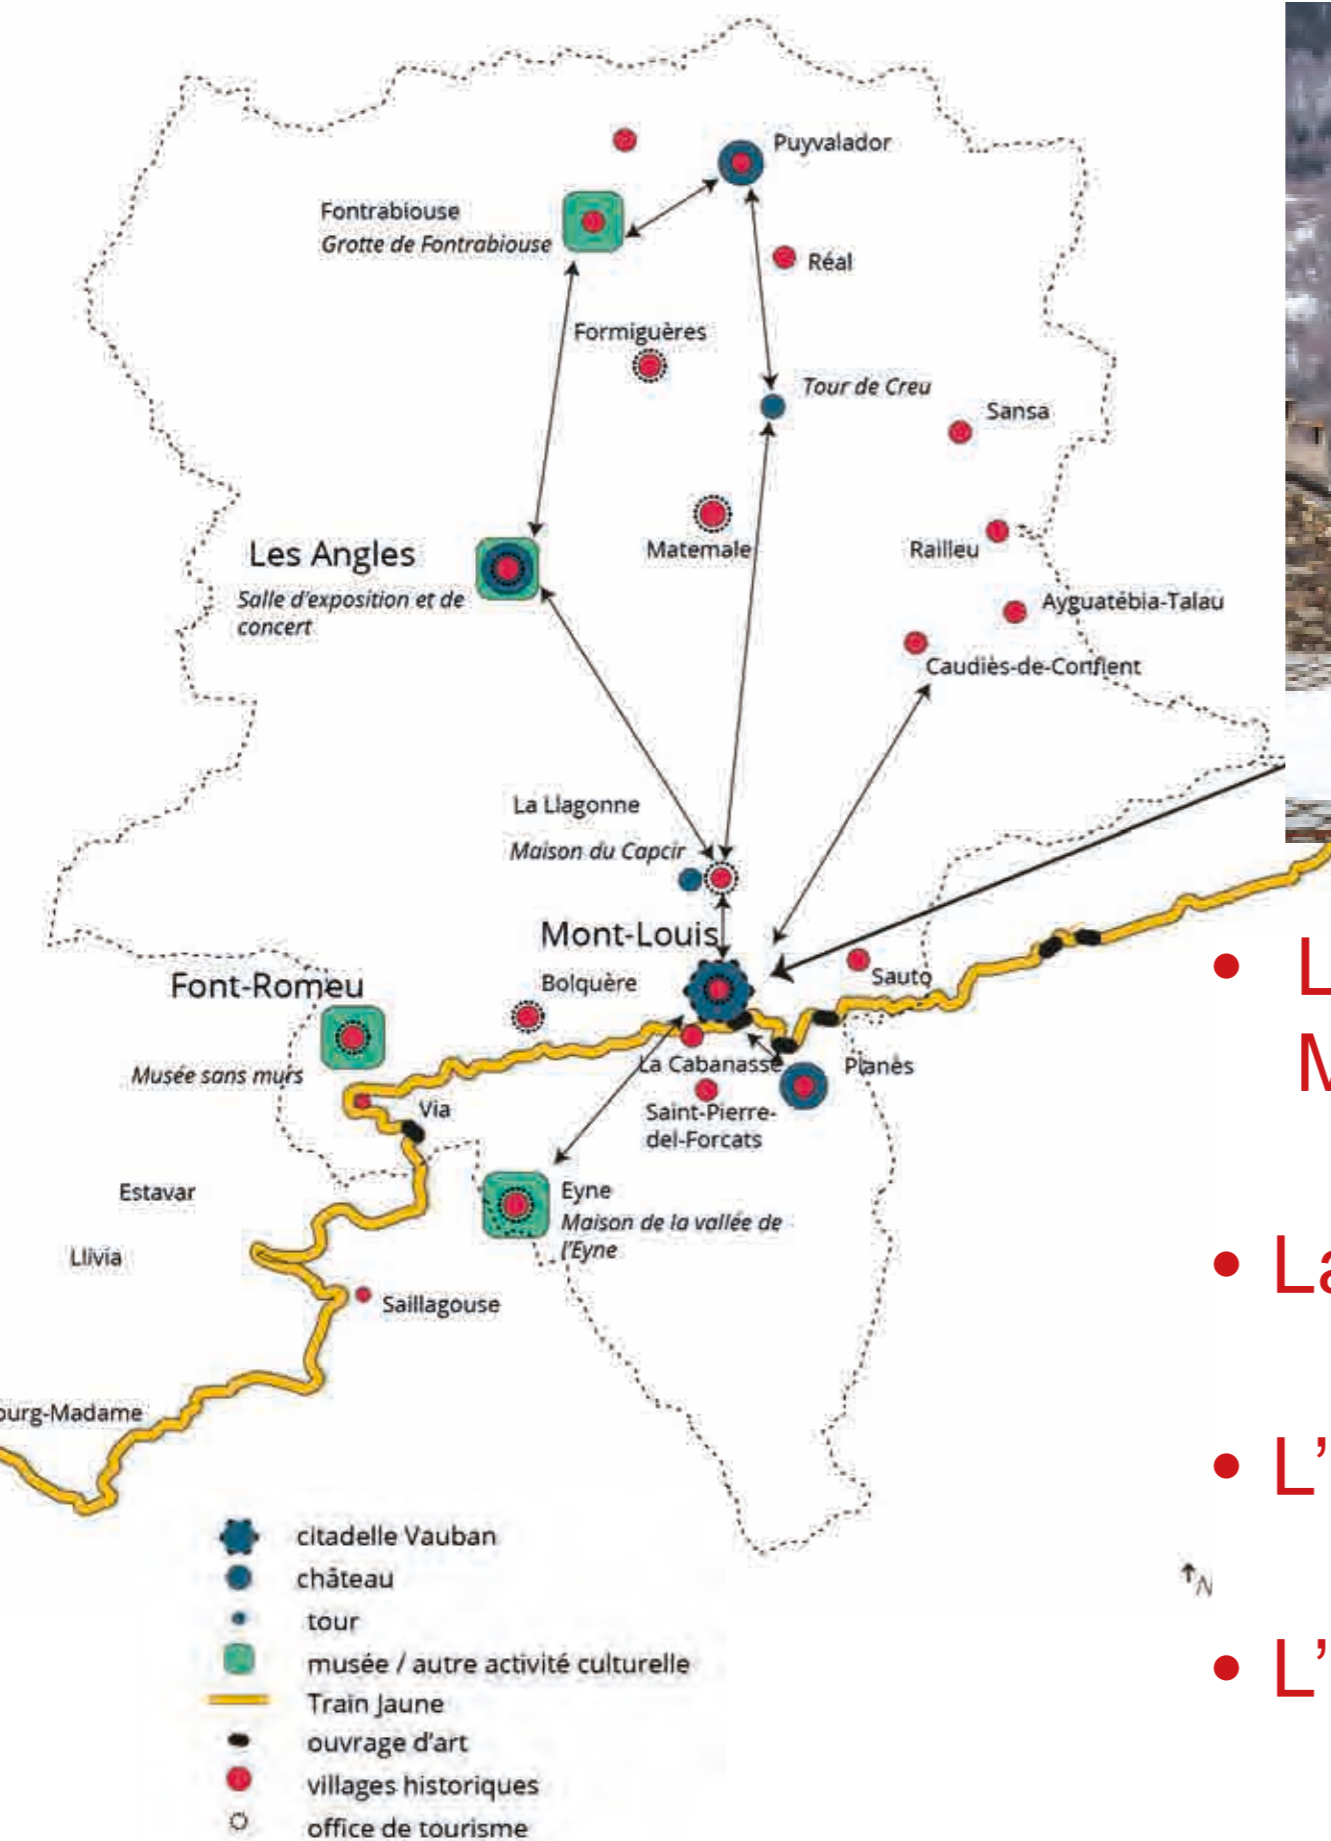 Puyvalador
Fontrabiouse
Grotte de Fontrabiouse
Réal
Formiguères
Tour de Creu
Sansa
Les Angles
Salle d'exposition et de
concert
Matemale
Railleu
Ayguatébia-Talau
Caudiès-de-Conflent
La Llagonne
Maison du Capcir
Mont-Louis
Font-Romeu
Bolquère
Sauto
Musée sans murs
La Cabanasse
Planès
Via
Saint-Pierre-
del-Forcats
Estavar
Eyne
Maison de la vallée de
l'Eyne
Llivia
Saillagouse
ourg-Madame
citadelle Vauban
château
tour
musée / autre activité culturelle
Train Jaune
ouvrage d'art
villages historiques
office de tourisme
N
• L
M
• La
• L’
• L’